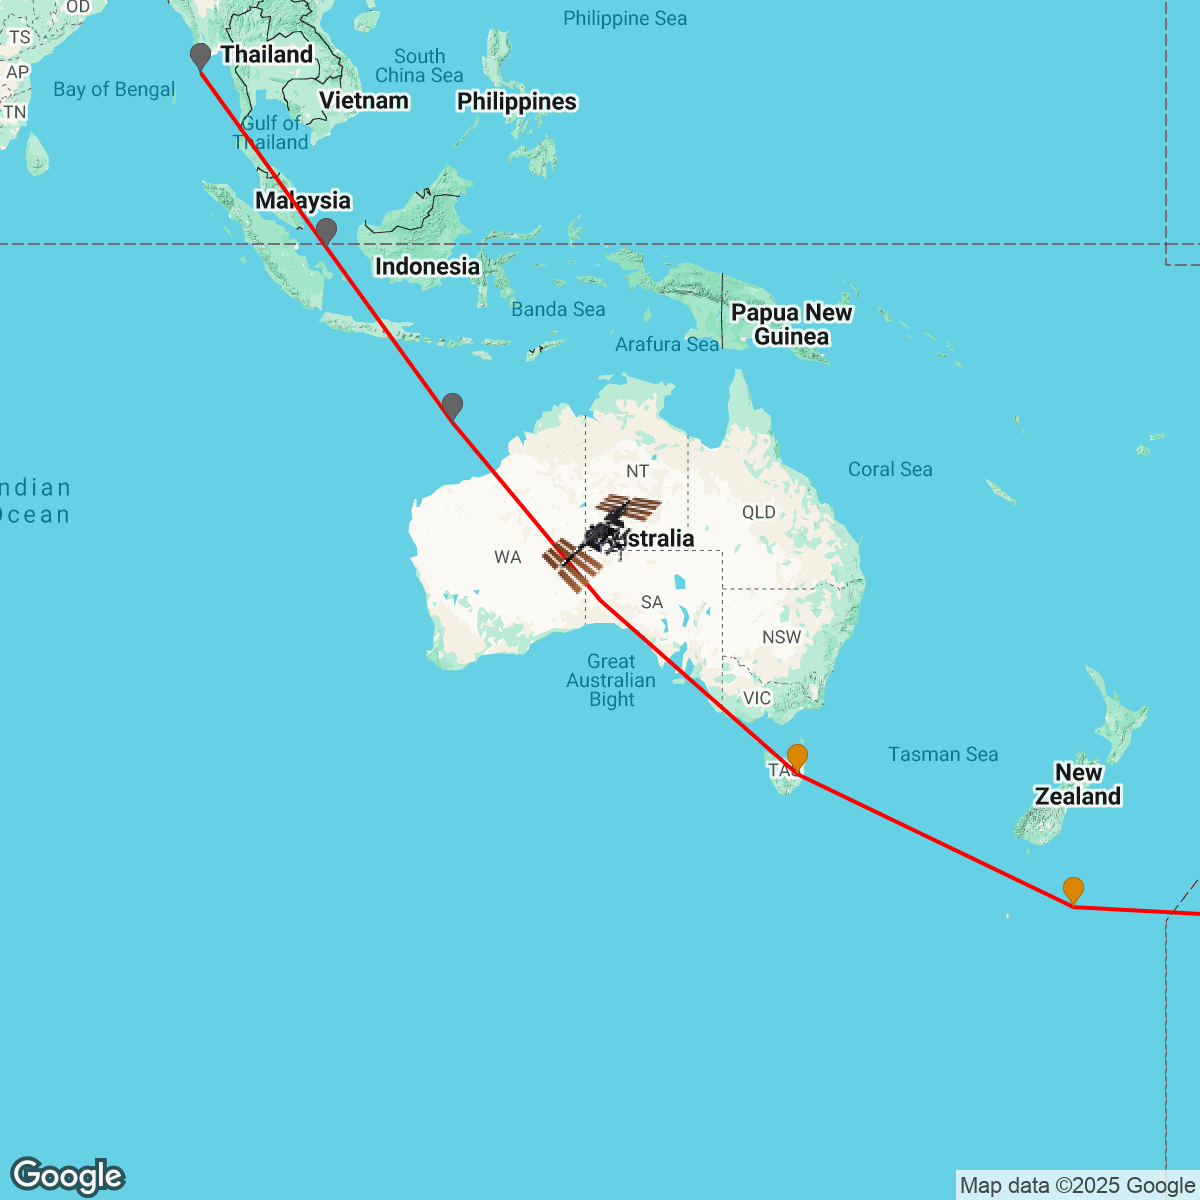 OD
Philippine Sea
TS
Thailand
South
China Sea
AP
Bay of Bengal
Vietnam
Philippines
TN
Gulf of
Thailand
Malaysia
Indonesia
Banda Sea
Papua New
Guinea
Arafura Sea
Coral Sea
NT
ndian
Ocean
QLD
ustralia
WA
SA
NSW
Great
Australian
Bight
VIC
Tasman Sea
TAS
New
Zealand
Google
Map data ©2025 Google